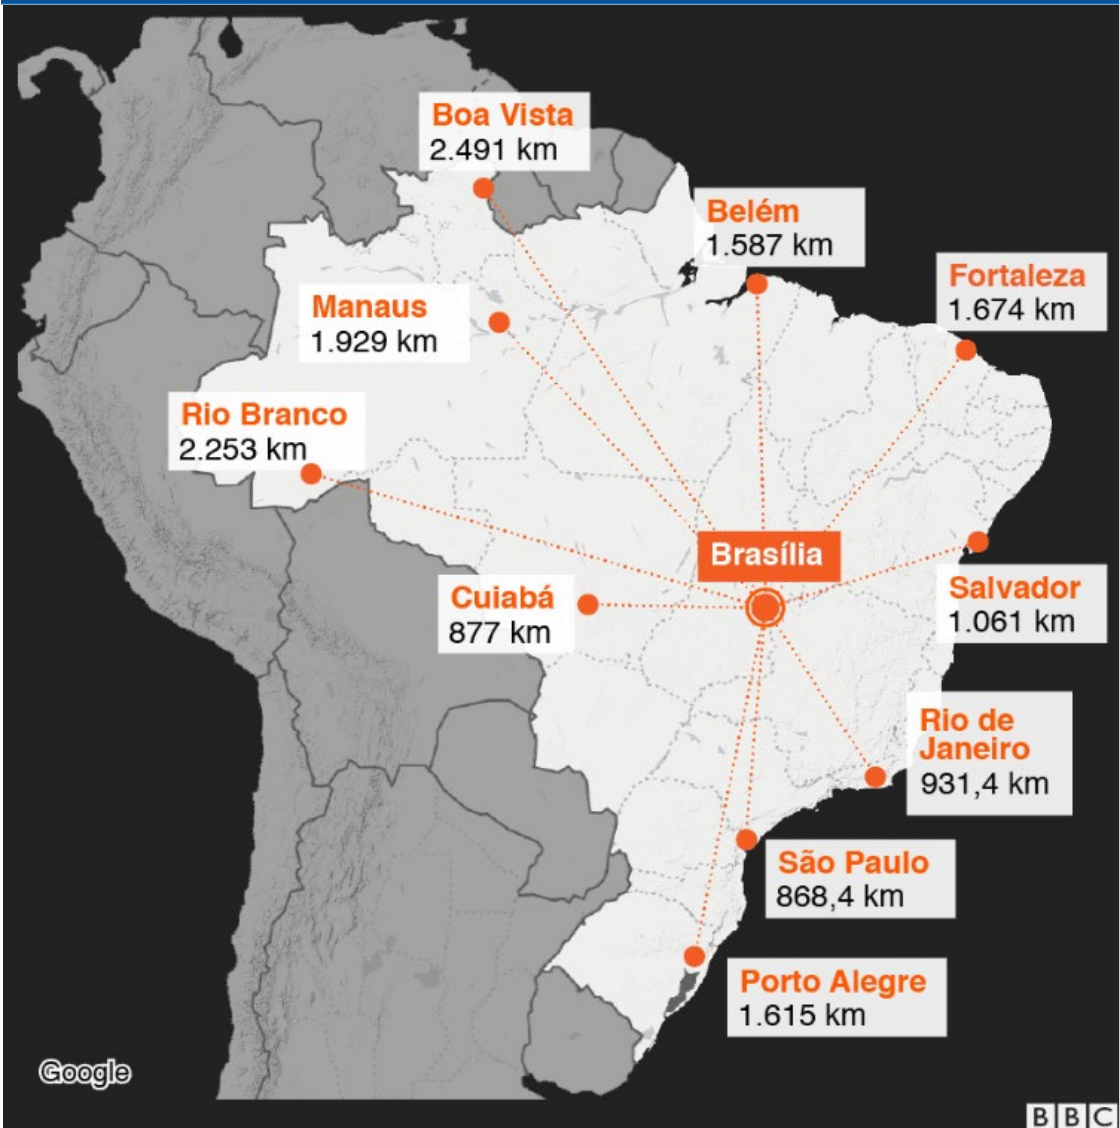 Boa Vista
2.491 km
Belém
1.587 km
Fortaleza
1.674 km
Manaus
1.929 km
Rio Branco
2.253 km
Brasília
Cuiabá
877 km
Salvador
1.061 km
Rio de
Janeiro
931,4 km
São Paulo
868,4 km
Porto Alegre
1.615 km
Google
BBC